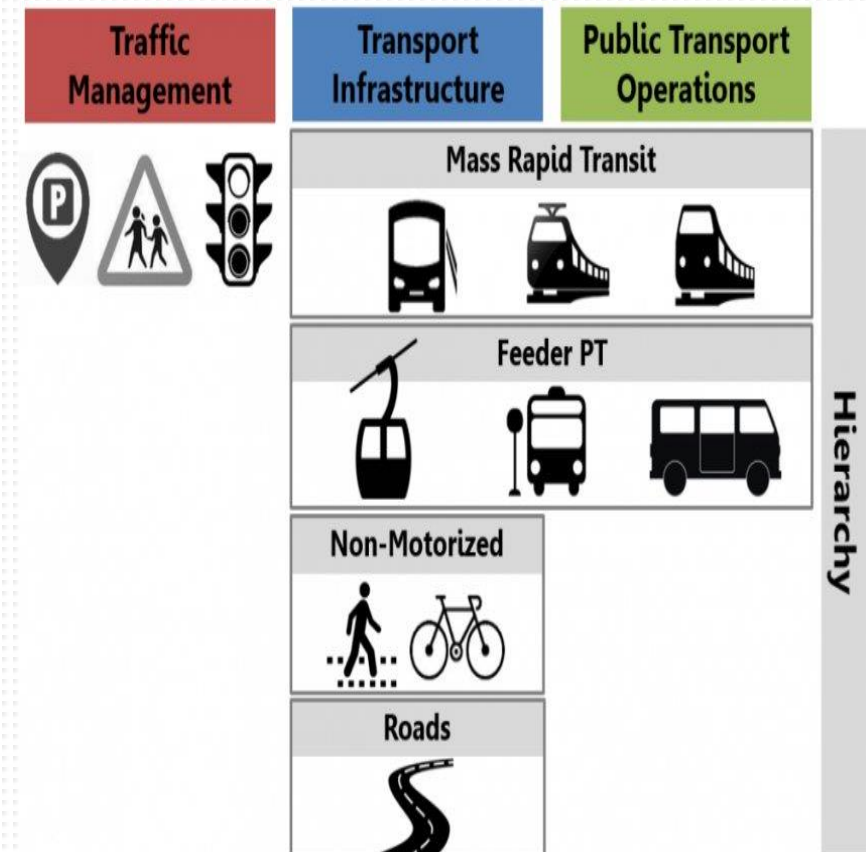 Traffic
Management
Transport
Infrastructure
Public Transport
Operations
P
Mass Rapid Transit
Feeder PT
Non-Motorized
Roads
Hierarchy